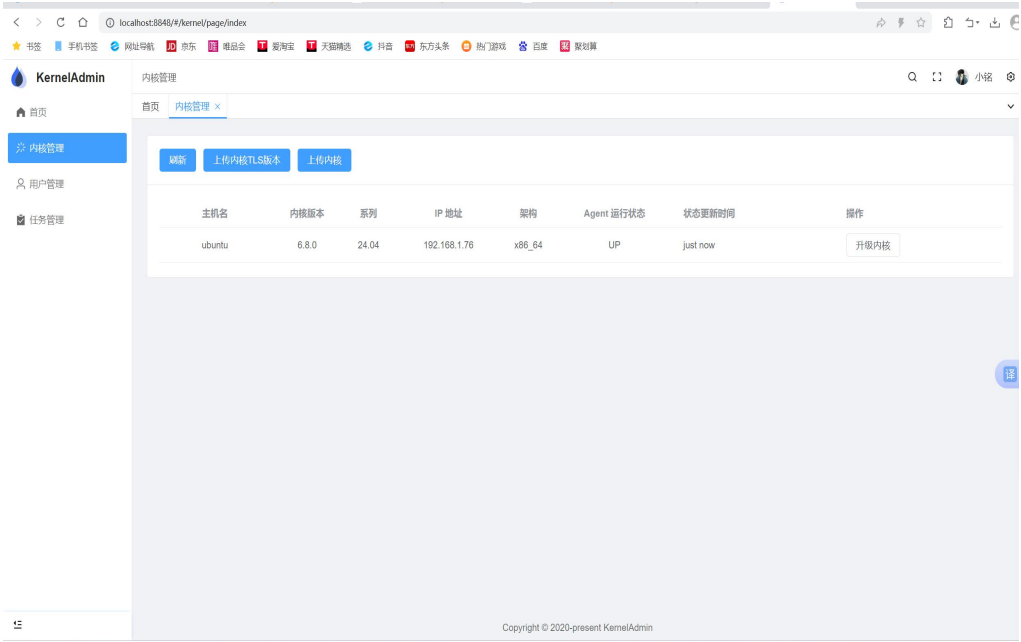 localhost:8848/#/kernel/page/index
书签 手机书签 网址导航 JD 京东 唯品会 T 爱淘宝 T 天猫精选 抖音 东方头条 热门游戏 百度 聚划算
KernelAdmin
内核管理
小铭
首页
内核管理 ×
首页
内核管理
用户管理
任务管理
刷新 上传内核TLS版本 上传内核
主机名 内核版本 系列 IP 地址 架构 Agent 运行状态 状态更新时间 操作
ubuntu 6.8.0 24.04 192.168.1.76 x86_64 UP just now 升级内核
译
Copyright © 2020-present KernelAdmin